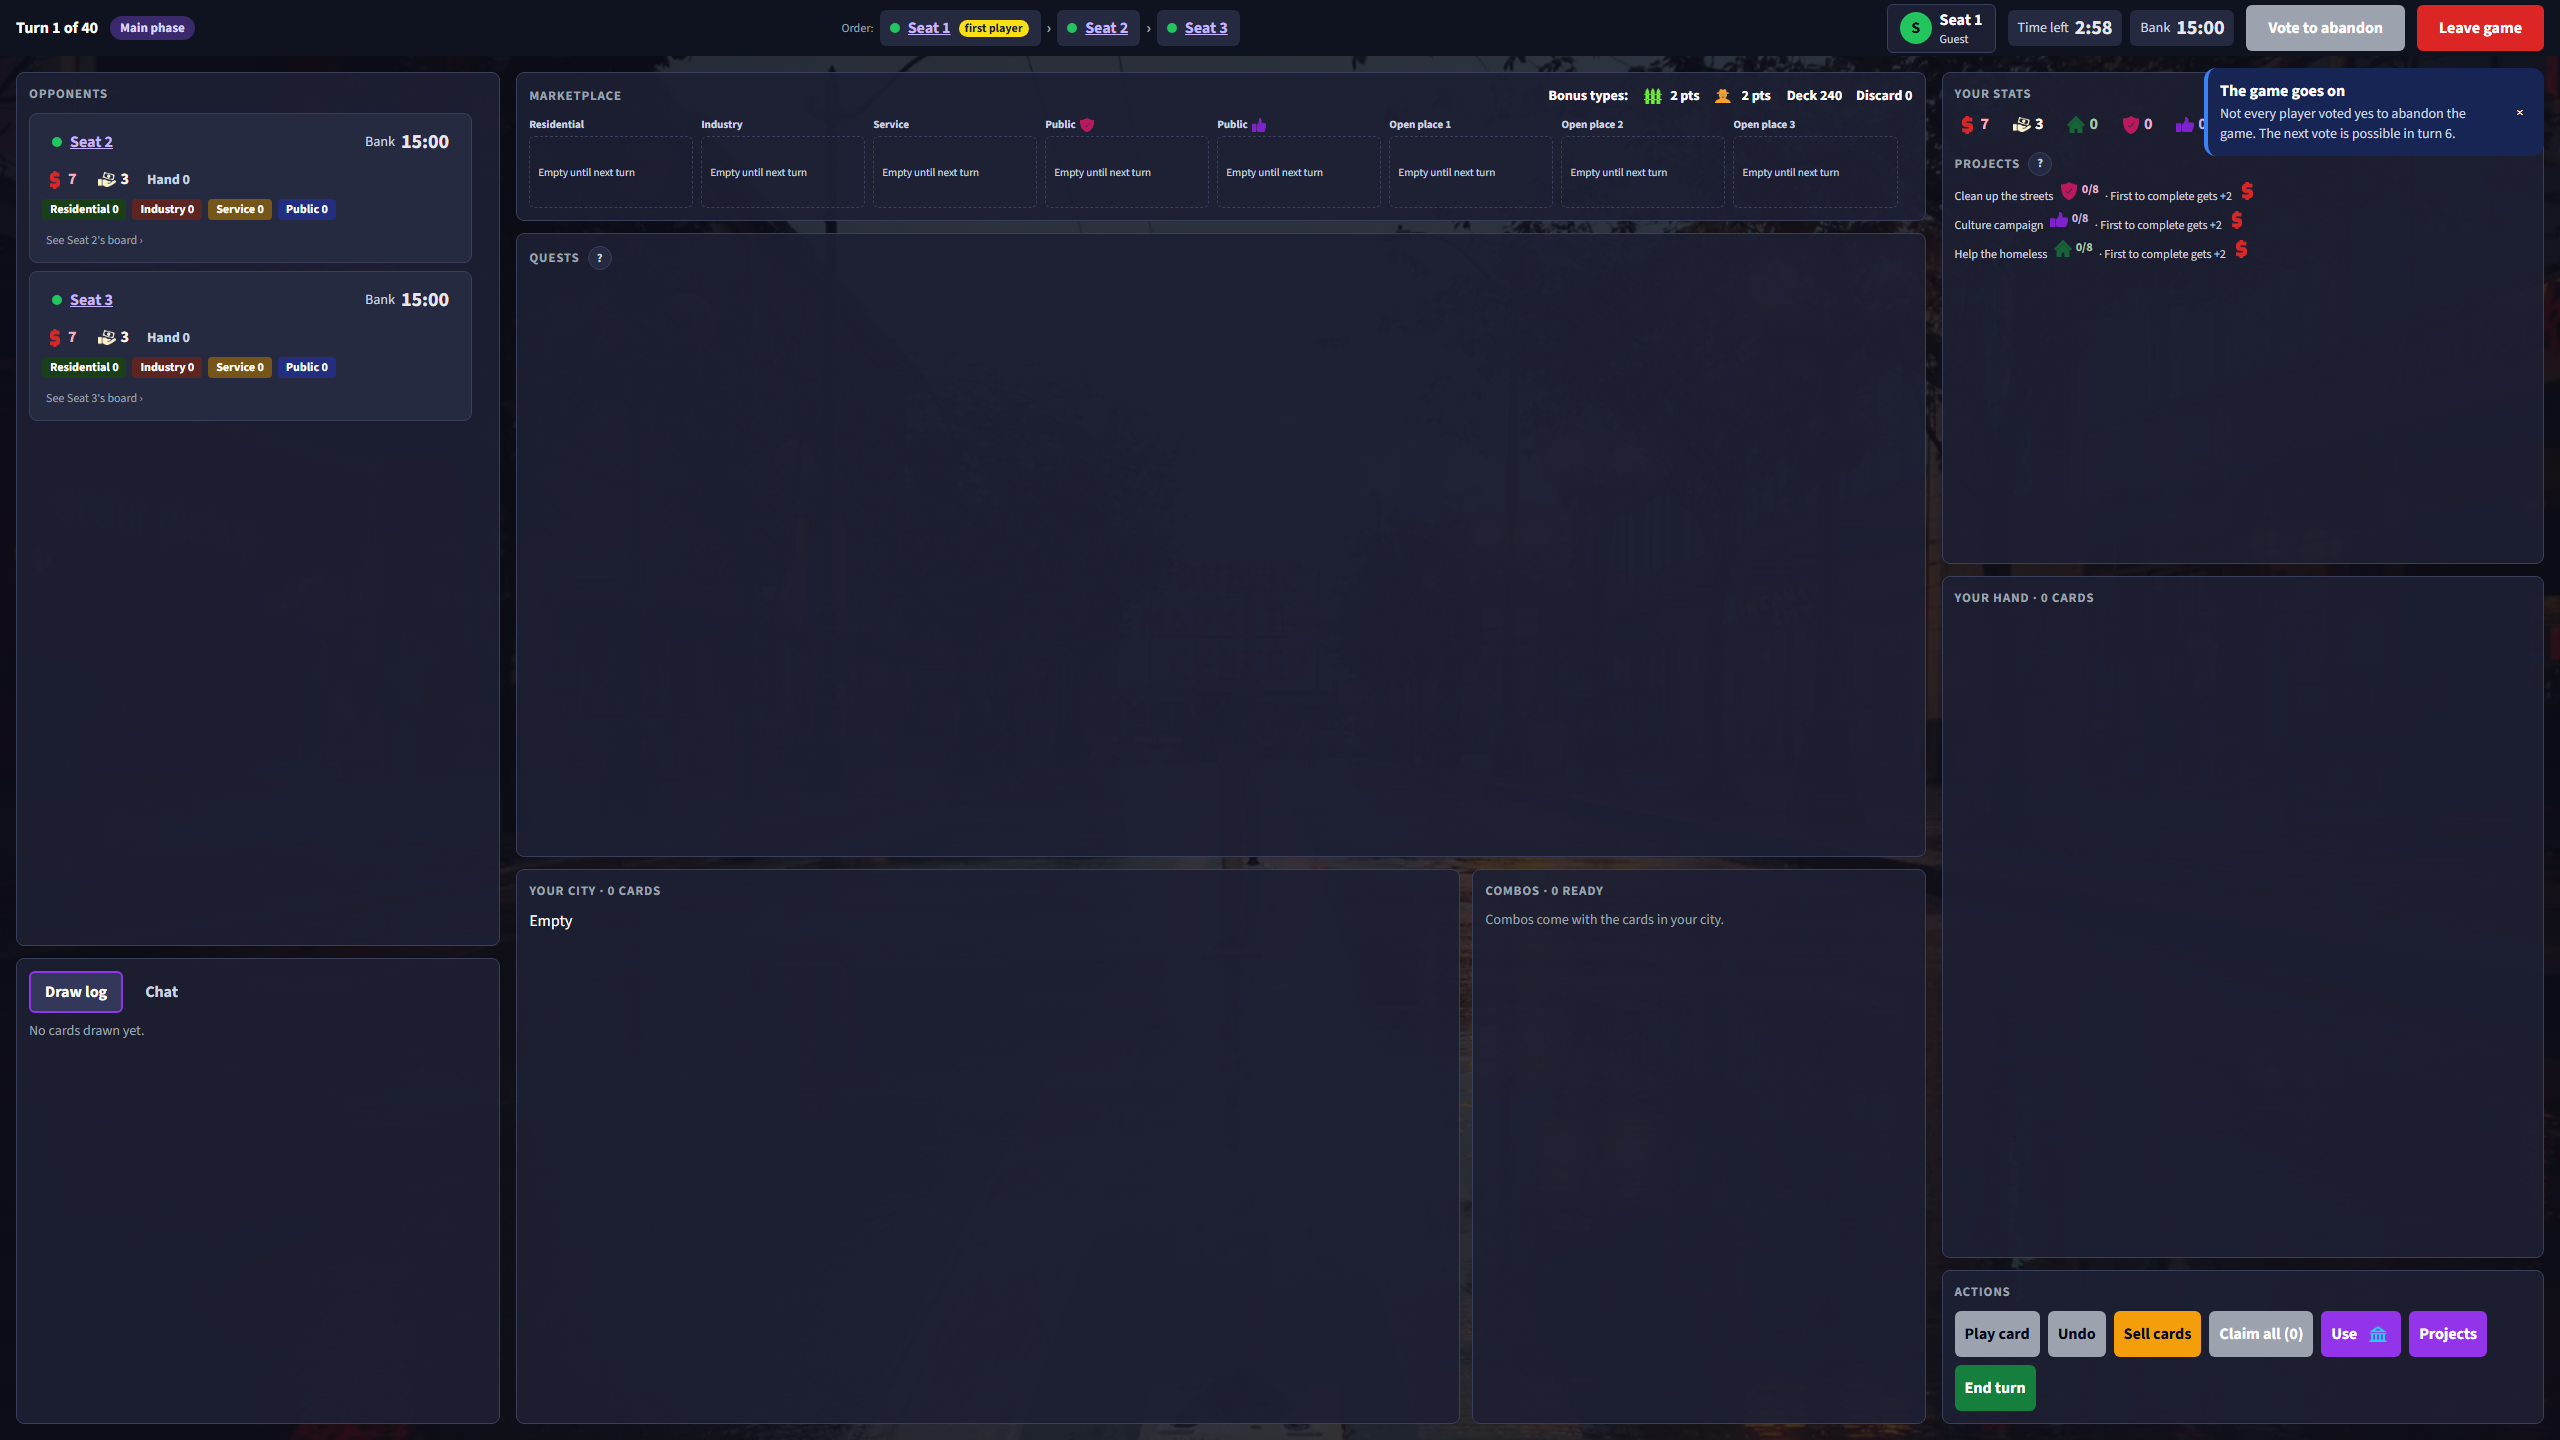 Turn 1 of 40 Main phase
Order: Seat 1 first player › Seat 2 › Seat 3
S Seat 1 Guest
Time left 2:58
Bank 15:00
Vote to abandon
Leave game
OPPONENTS
Seat 2 Bank 15:00
7 3 Hand 0
Residential 0 Industry 0 Service 0 Public 0
See Seat 2's board ›
Seat 3 Bank 15:00
7 3 Hand 0
Residential 0 Industry 0 Service 0 Public 0
See Seat 3's board ›
Draw log Chat
No cards drawn yet.
MARKETPLACE
Bonus types: 2 pts 2 pts Deck 240 Discard 0
Residential Industry Service Public Public Open place 1 Open place 2 Open place 3
Empty until next turn Empty until next turn Empty until next turn Empty until next turn Empty until next turn Empty until next turn Empty until next turn Empty until next turn
QUESTS ?
YOUR CITY · 0 CARDS
Empty
COMBOS · 0 READY
Combos come with the cards in your city.
YOUR STATS
7 3 0 0 0
The game goes on
Not every player voted yes to abandon the
game. The next vote is possible in turn 6.
×
PROJECTS ?
Clean up the streets 0/8 · First to complete gets +2
Culture campaign 0/8 · First to complete gets +2
Help the homeless 0/8 · First to complete gets +2
YOUR HAND · 0 CARDS
ACTIONS
Play card Undo Sell cards Claim all (0) Use Projects
End turn